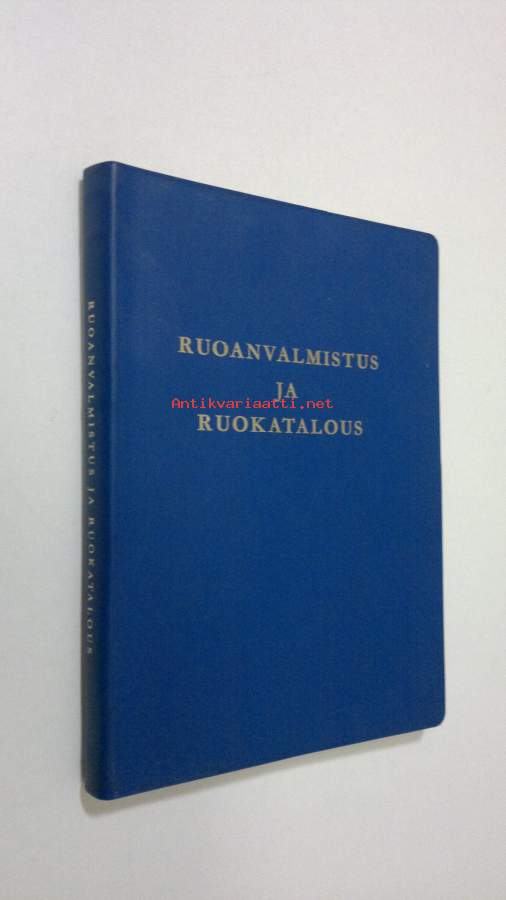 RUOANVALMISTUS
JA
Antikvariaatti.net
RUOKATALOUS
RUOANVALMISTUS JA RUOKATALOUS